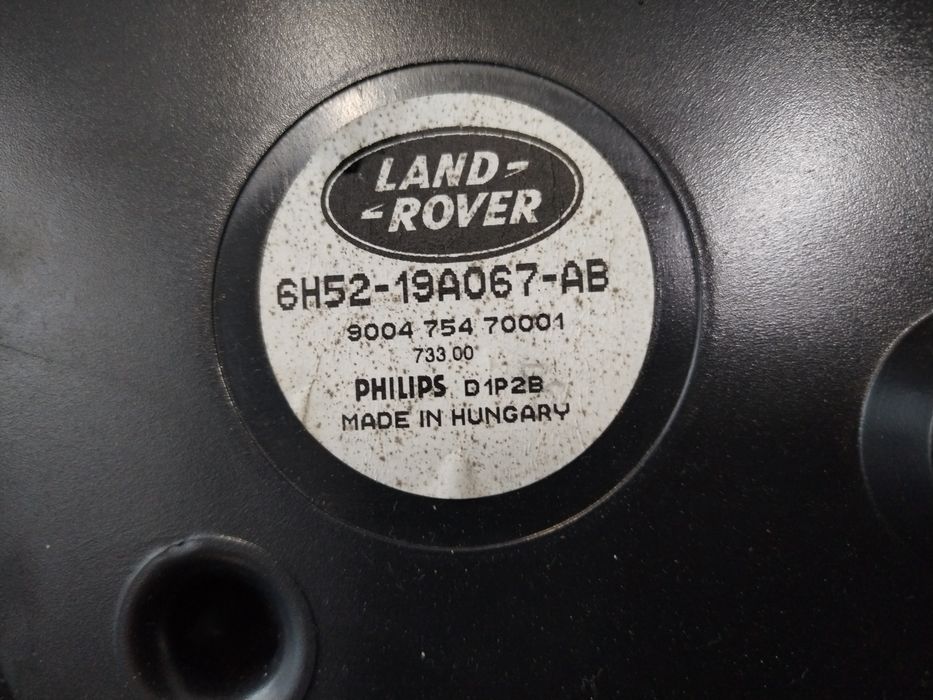 LAND-
-ROVER
6H52-19A067-AB
9004 754 70001
733.00
PHILIPS D1P2B
MADE IN HUNGARY